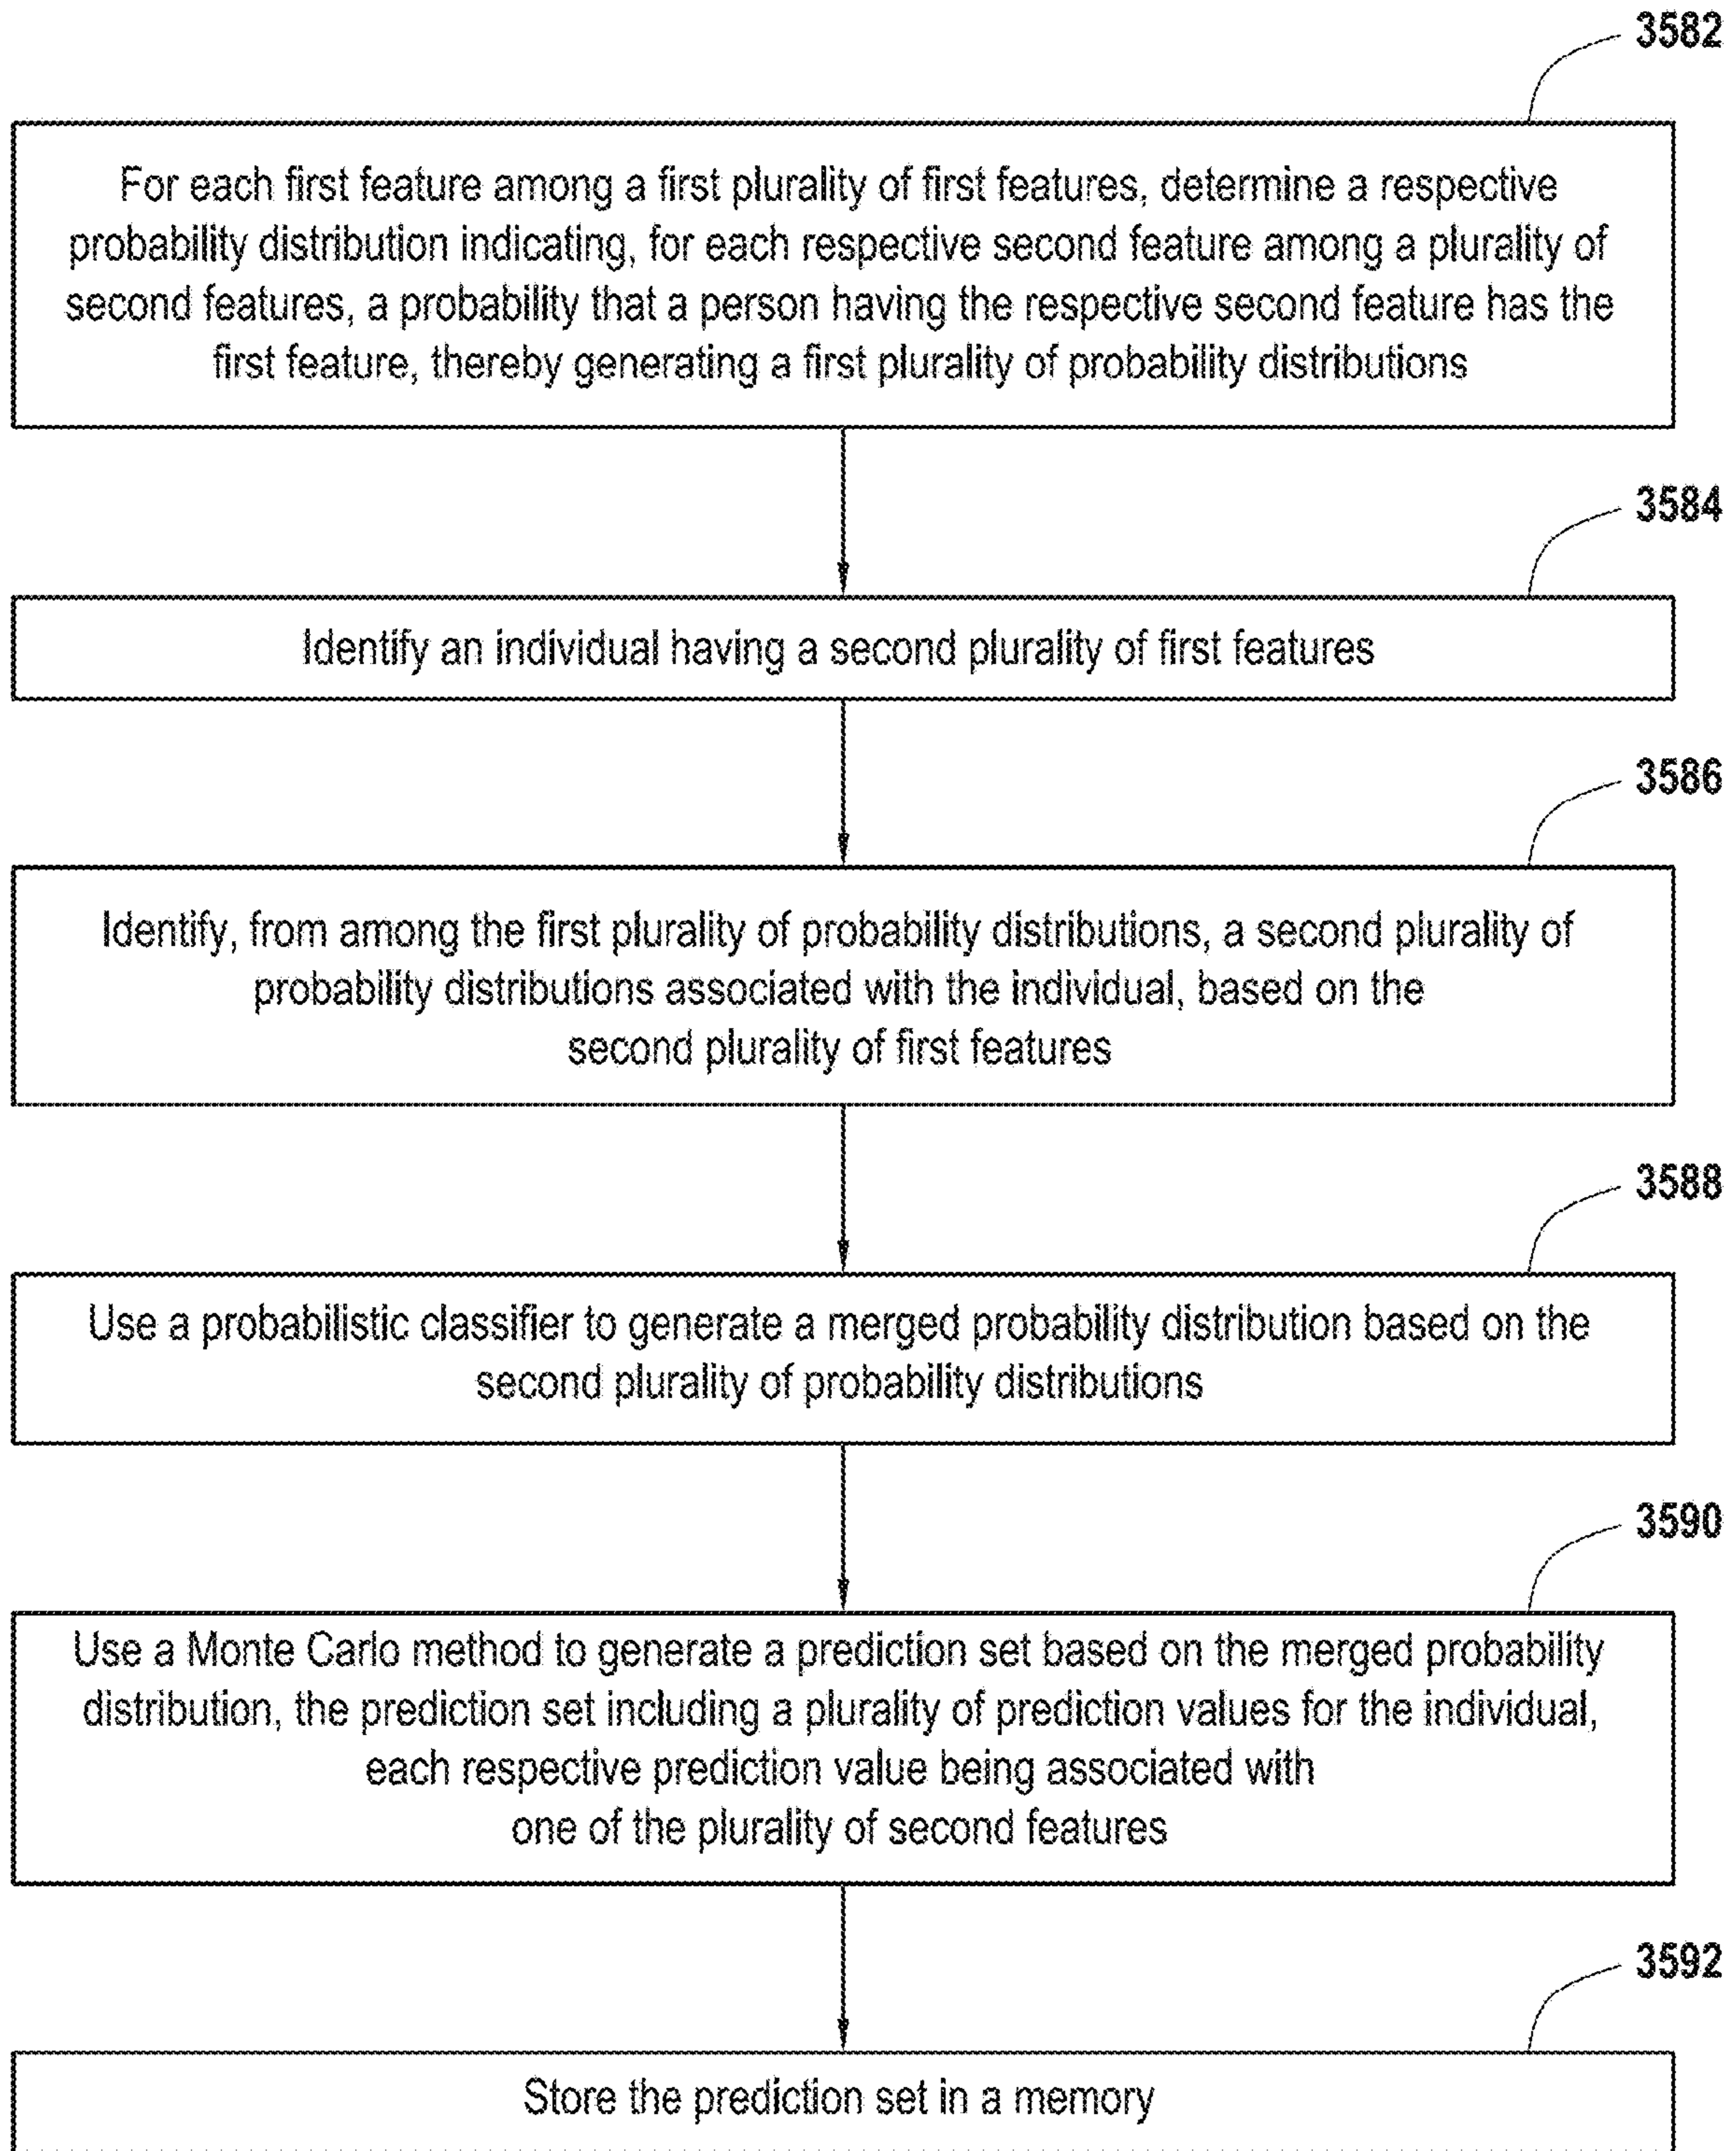 3582
For each first feature among a first plurality of first features, determine a respective
probability distribution indicating, for each respective second feature among a plurality of
second features, a probability that a person having the respective second feature has the
first feature, thereby generating a first plurality of probability distributions
3584
Identify an individual having a second plurality of first features
3586
Identify, from among the first plurality of probability distributions, a second plurality of
probability distributions associated with the individual, based on the
second plurality of first features
3588
Use a probabilistic classifier to generate a merged probability distribution based on the
second plurality of probability distributions
3590
Use a Monte Carlo method to generate a prediction set based on the merged probability
distribution, the prediction set including a plurality of prediction values for the individual,
each respective prediction value being associated with
one of the plurality of second features
3592
Store the prediction set in a memory